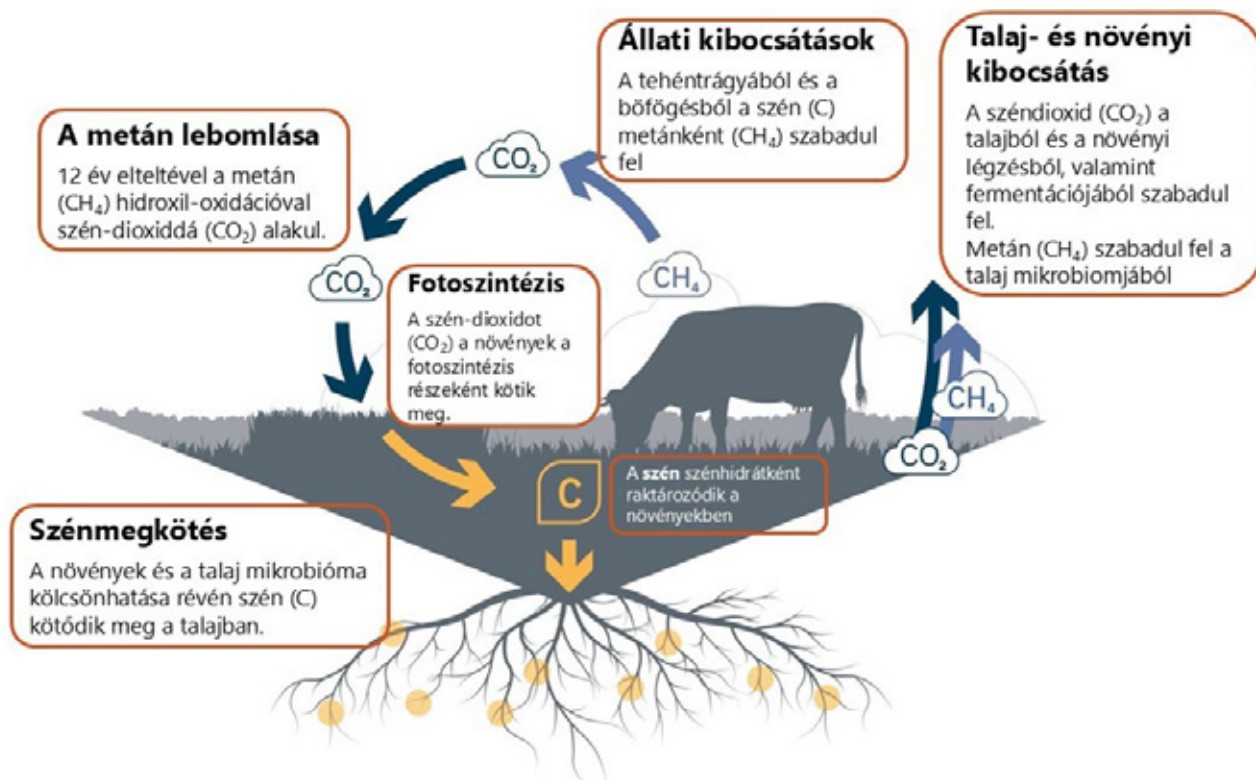 Állati kibocsátások
A tehéntrágyából és a
böfögésből a szén (C)
metánként (CH₄) szabadul
fel
Talaj- és növényi
kibocsátás
A széndioxid (CO₂) a
talajból és a növényi
légzésből, valamint
fermentációjából szabadul
fel.
Metán (CH₄) szabadul fel a
talaj mikrobiomjából
A metán lebomlása
12 év elteltével a metán
(CH₄) hidroxil-oxidációval
szén-dioxiddá (CO₂) alakul.
CO₂
CO₂
CH₄
Fotoszintézis
A szén-dioxidot
(CO₂) a növények a
fotoszintézis
részeként kötik
meg.
CH₄
CO₂
C
A szén szénhidrátként
raktározódik a
növényekben
Szénmegkötés
A növények és a talaj mikrobióma
kölcsönhatása révén szén (C)
kötődik meg a talajban.